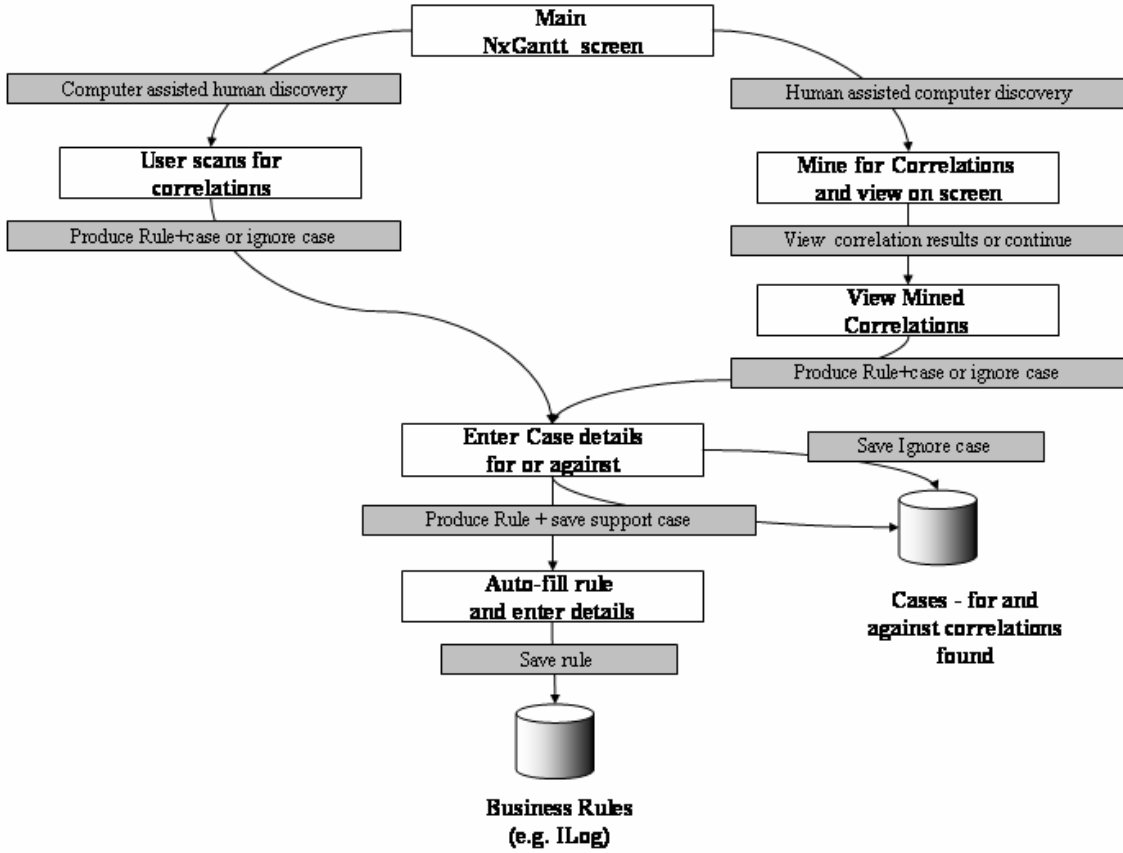 Main
NxGantt screen
Computer assisted human discovery
Human assisted computer discovery
User scans for
correlations
Mine for Correlations
and view on screen
Produce Rule+case or ignore case
View correlation results or continue
View Mined
Correlations
Produce Rule+case or ignore case
Enter Case details
for or against
Save Ignore case
Produce Rule + save support case
Auto-fill rule
and enter details
Cases - for and
against correlations
found
Save rule
Business Rules
(e.g. ILog)